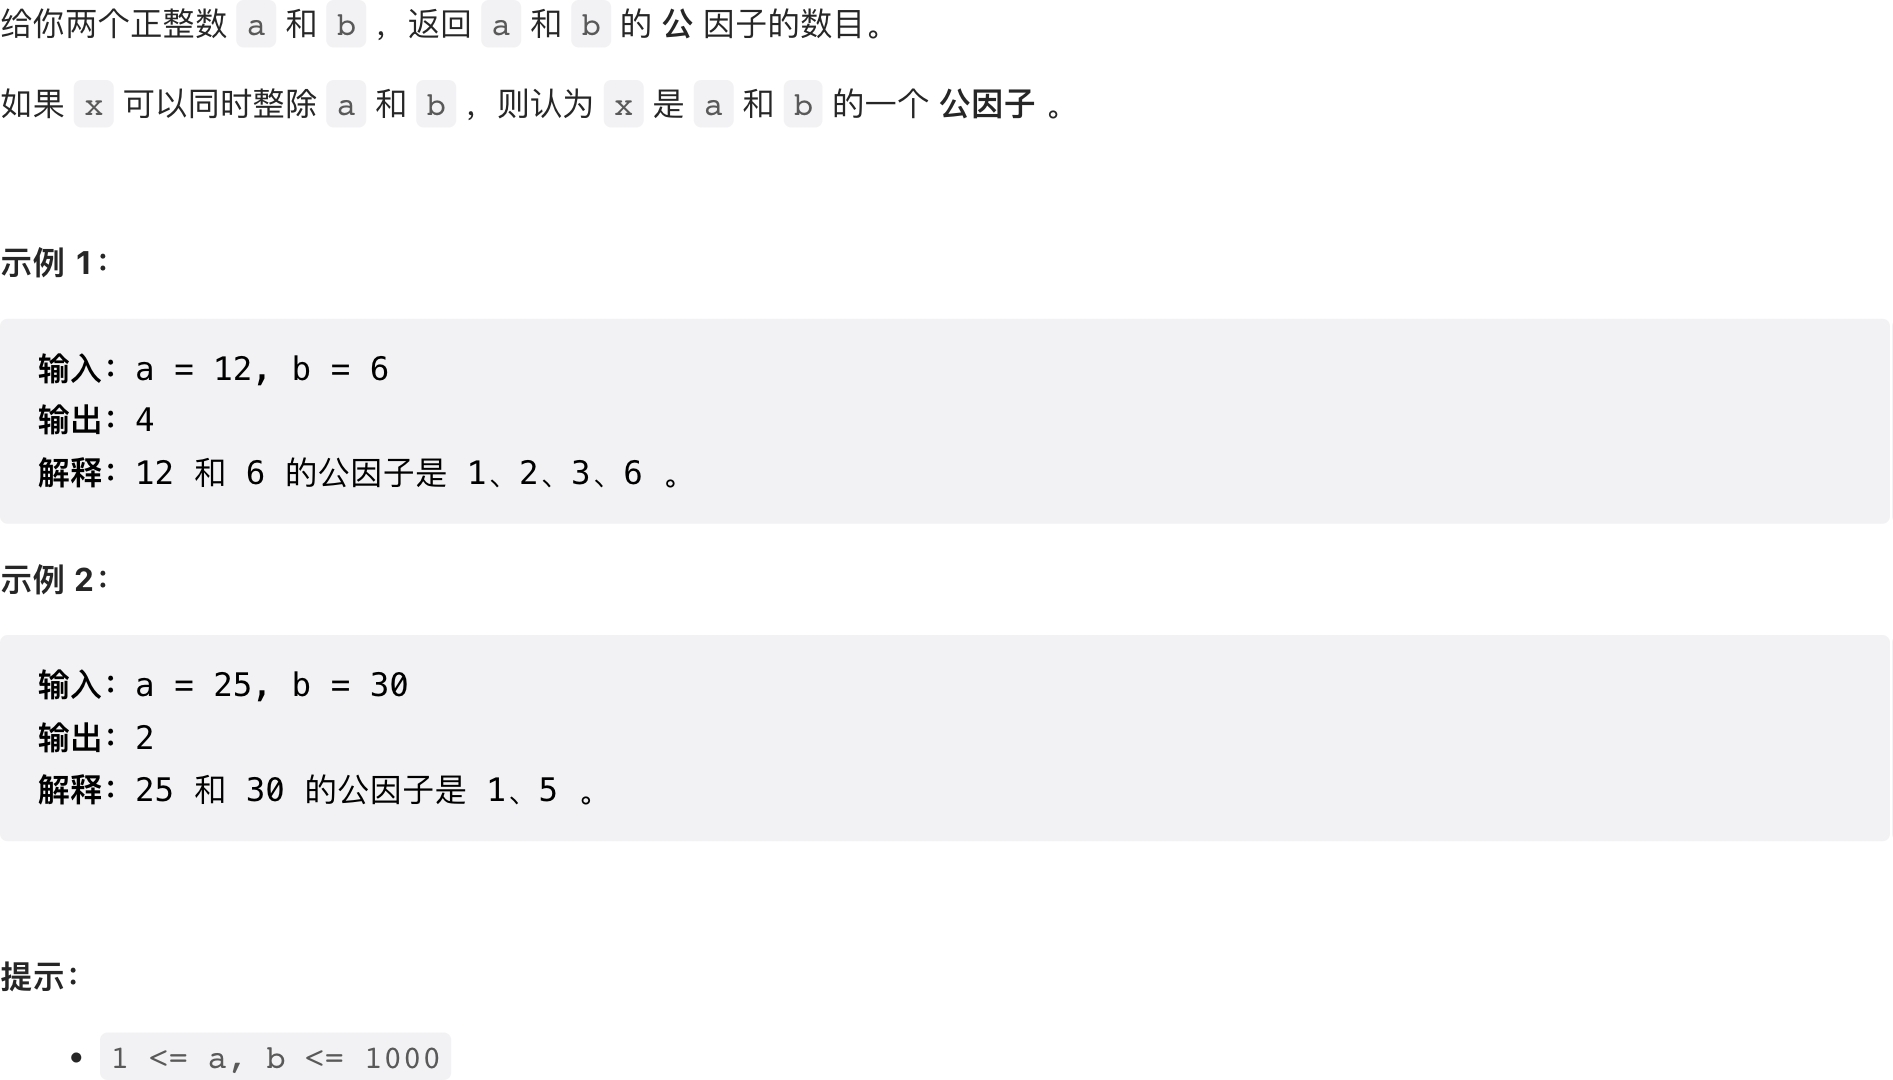 给你两个正整数 a 和 b ，返回 a 和 b 的 公 因子的数目。
如果 x 可以同时整除 a 和 b ，则认为 x 是 a 和 b 的一个 公因子 。
示例 1：
输入：a = 12, b = 6
输出：4
解释：12 和 6 的公因子是 1、2、3、6 。
示例 2：
输入：a = 25, b = 30
输出：2
解释：25 和 30 的公因子是 1、5 。
提示：
• 1 <= a, b <= 1000